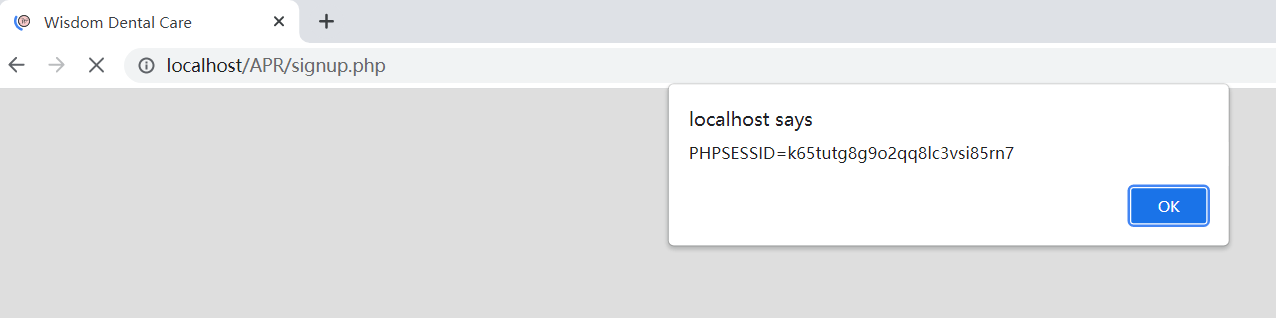 Wisdom Dental Care
localhost/APR/signup.php
localhost says
PHPSESSID=k65tutg8g9o2qq8lc3vsi85rn7
OK